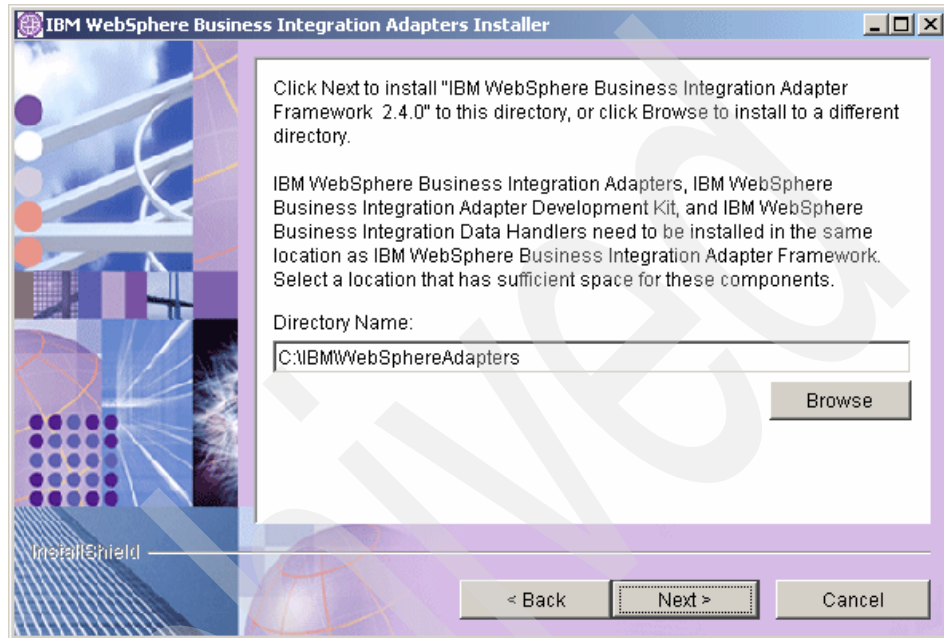 IBM WebSphere Business Integration Adapters Installer
Click Next to install "IBM WebSphere Business Integration Adapter
Framework 2.4.0" to this directory, or click Browse to install to a different
directory.
IBM WebSphere Business Integration Adapters, IBM WebSphere
Business Integration Adapter Development Kit, and IBM WebSphere
Business Integration Data Handlers need to be installed in the same
location as IBM WebSphere Business Integration Adapter Framework.
Select a location that has sufficient space for these components.
Directory Name:
C:\IBM\WebSphereAdapters
Browse
InstallShield
< Back
Next >
Cancel